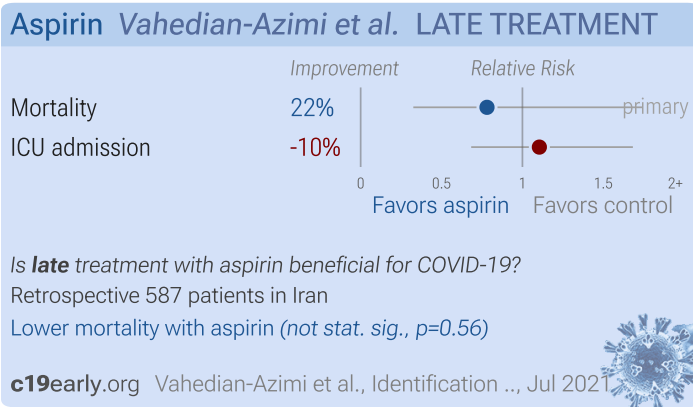 Aspirin Vahedian-Azimi et al. LATE TREATMENT
Improvement Relative Risk
Mortality 22% primary
ICU admission -10%
0 0.5 1 1.5 2+
Favors aspirin Favors control
Is late treatment with aspirin beneficial for COVID-19?
Retrospective 587 patients in Iran
Lower mortality with aspirin (not stat. sig., p=0.56)
c19early.org Vahedian-Azimi et al., Identification .., Jul 2021